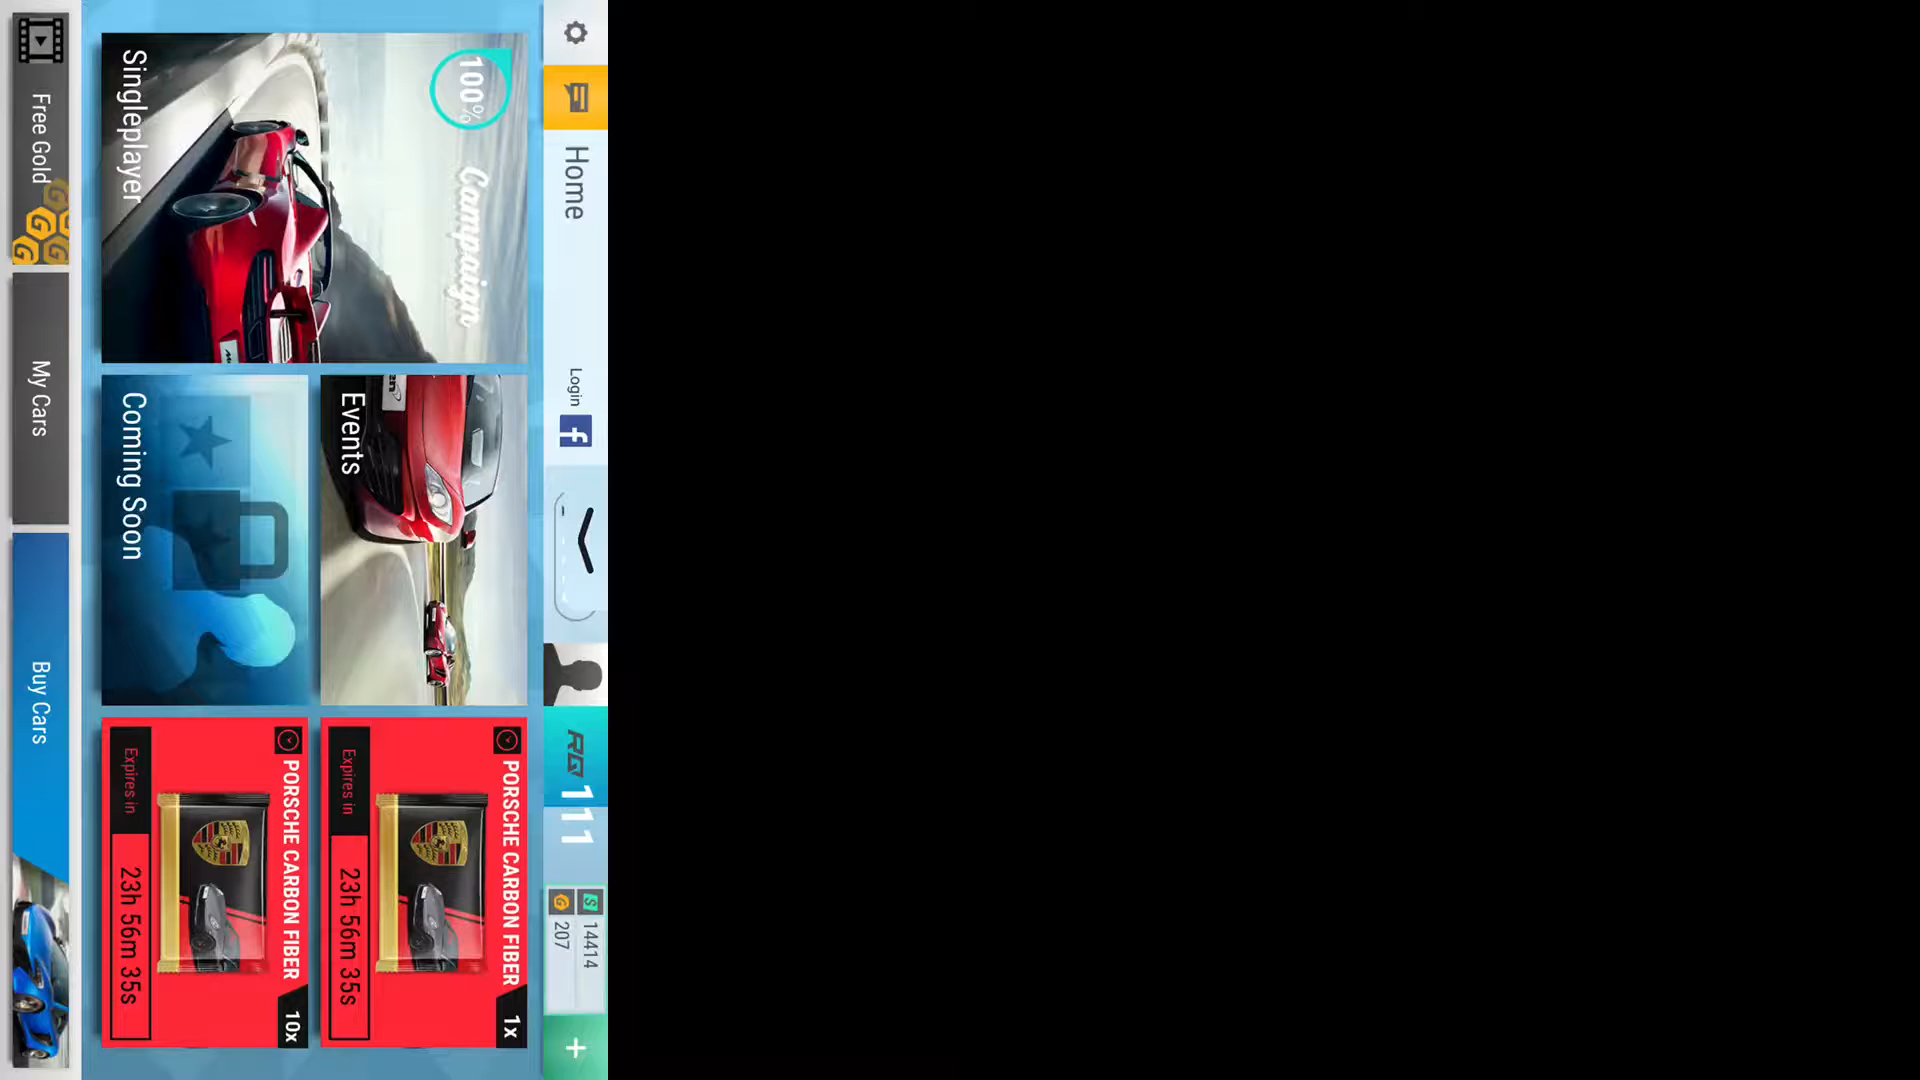 Home
Login
f
RQ 111
S 14414
G 207
+
100%
Campaign
Singleplayer
Events
Coming Soon
PORSCHE CARBON FIBER
1x
Expires in
23h 56m 35s
PORSCHE CARBON FIBER
10x
Expires in
23h 56m 35s
Free Gold
My Cars
Buy Cars